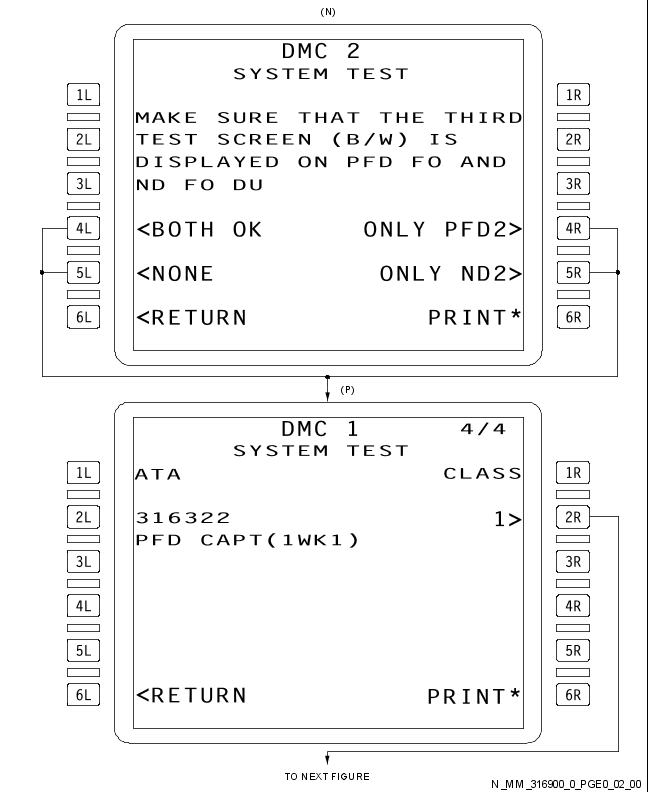 (N)
DMC 2
SYSTEM TEST
1L 1R
MAKE SURE THAT THE THIRD
2L TEST SCREEN (B/W) IS 2R
DISPLAYED ON PFD FO AND
3L ND FO DU 3R
4L <BOTH OK ONLY PFD2> 4R
5L <NONE ONLY ND2> 5R
6L <RETURN PRINT* 6R
(P)
DMC 1 4/4
SYSTEM TEST
1L ATA CLASS 1R
2L 316322 1> 2R
PFD CAPT(1WK1)
3L 3R
4L 4R
5L 5R
6L <RETURN PRINT* 6R
TO NEXT FIGURE
N_MM_316900_0_PGE0_02_00